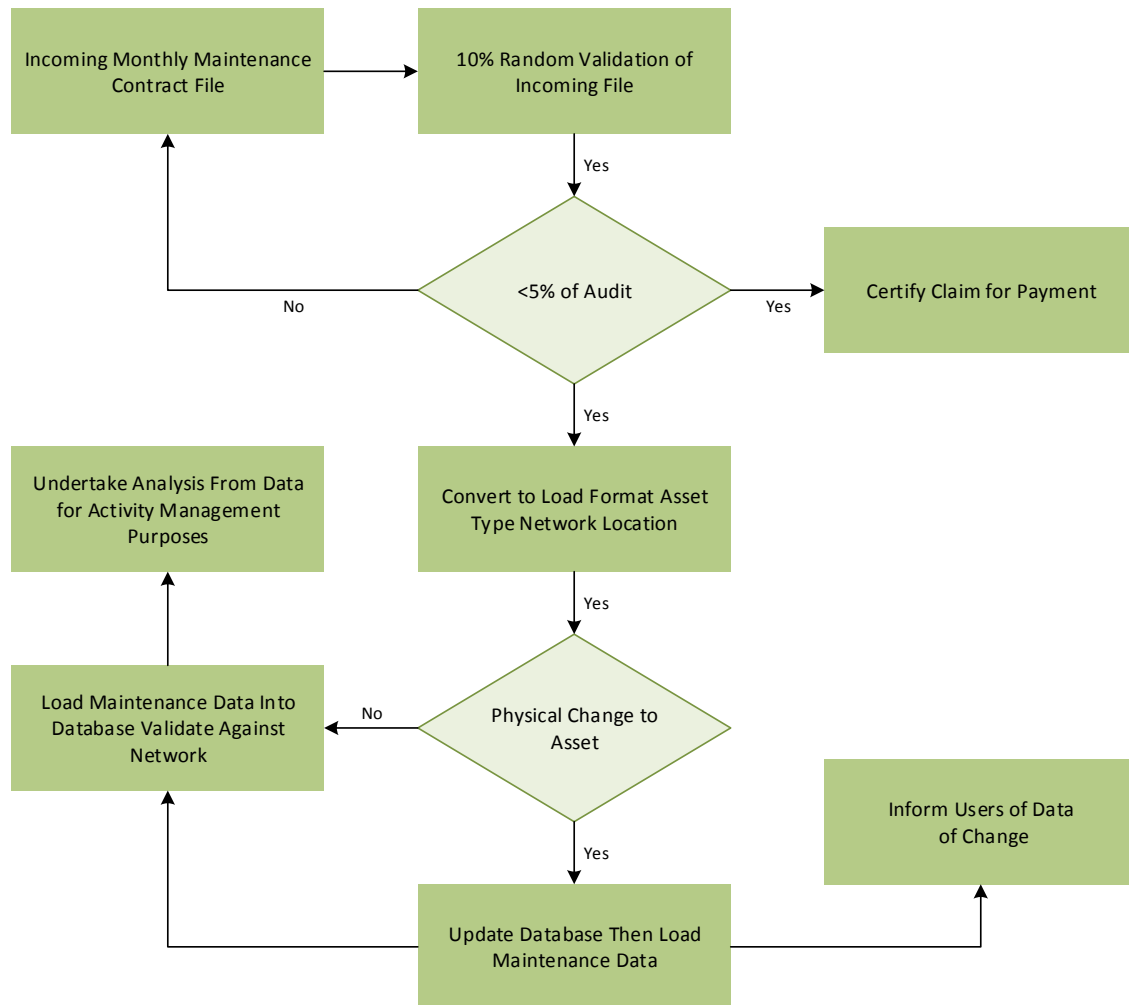 Incoming Monthly Maintenance
Contract File
10% Random Validation of
Incoming File
Yes
<5% of Audit
No
Yes
Certify Claim for Payment
Yes
Undertake Analysis From Data
for Activity Management
Purposes
Convert to Load Format Asset
Type Network Location
Yes
Load Maintenance Data Into
Database Validate Against
Network
No
Physical Change to
Asset
Inform Users of Data
of Change
Yes
Update Database Then Load
Maintenance Data